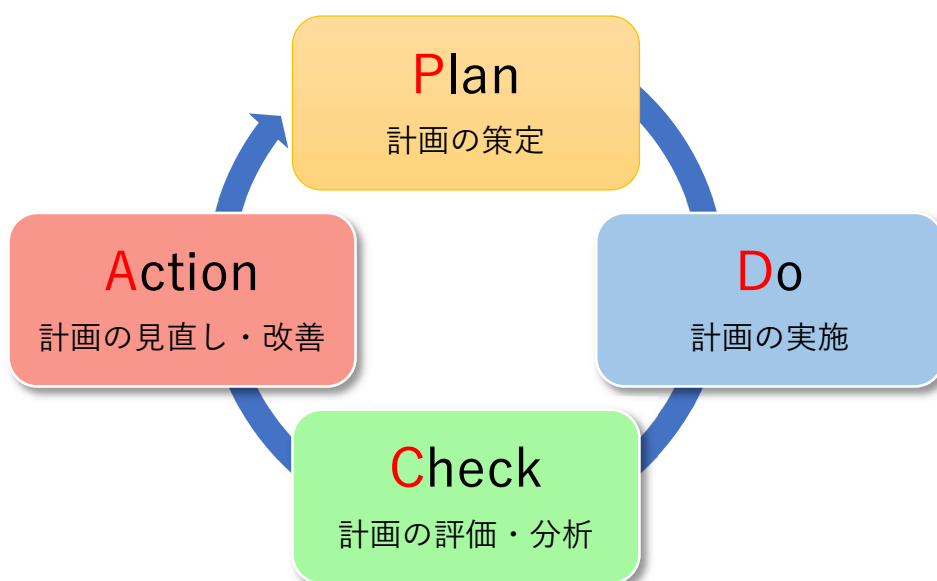 Plan
計画の策定
Do
計画の実施
Check
計画の評価・分析
Action
計画の見直し・改善